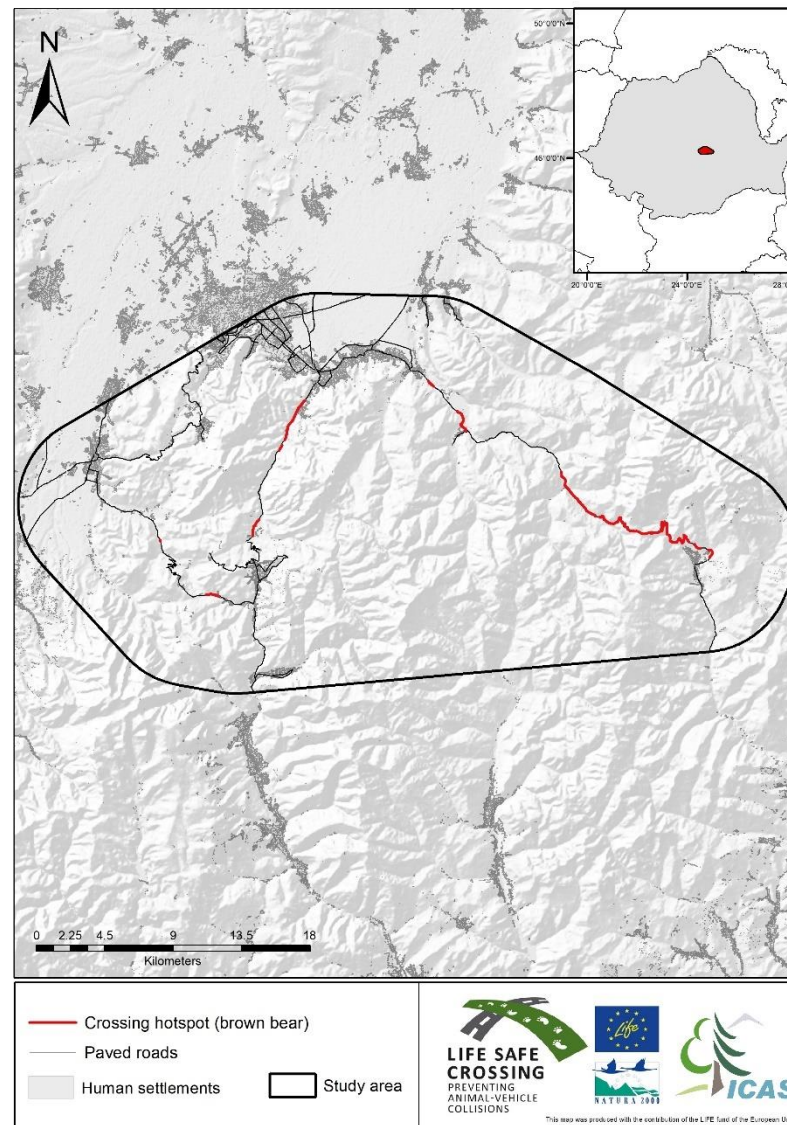 N
50°0'0"N
45°0'0"N
20°0'0"E
24°0'0"E
28°0
0 2.25 4.5 9 13.5 18
Kilometers
Crossing hotspot (brown bear)
Paved roads
Human settlements
Study area
LIFE SAFE
CROSSING
PREVENTING
ANIMAL-VEHICLE
COLLISIONS
Life
NATURA 2000
ICAS
This map was produced with the contribution of the LIFE fund of the European Un